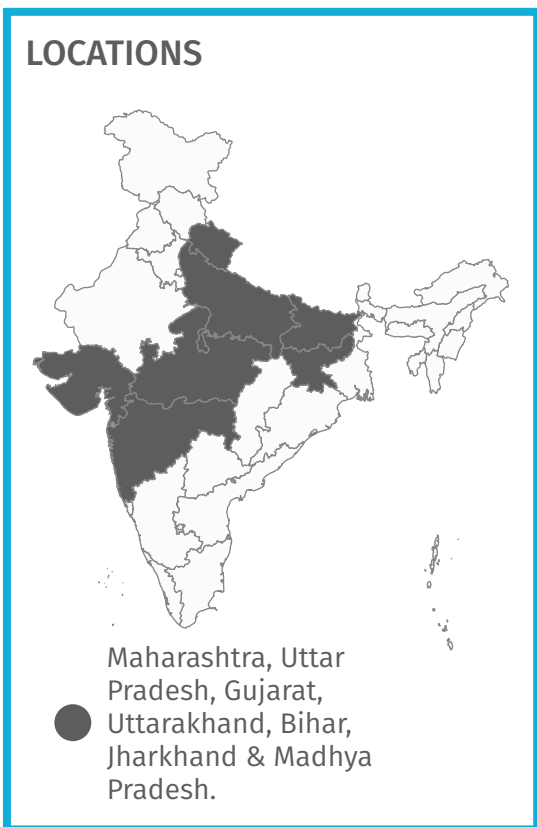 LOCATIONS
Maharashtra, Uttar
Pradesh, Gujarat,
Uttarakhand, Bihar,
Jharkhand & Madhya
Pradesh.